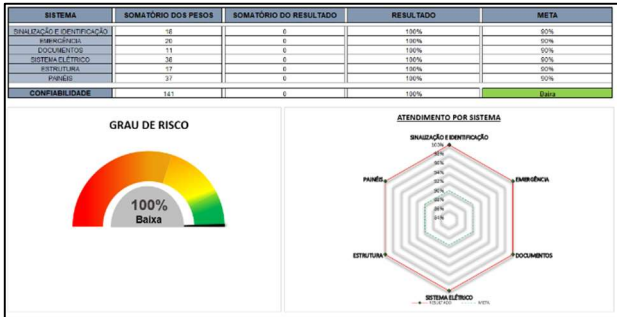 SISTEMA SOMATÓRIO DOS PESOS SOMATÓRIO DO RESULTADO RESULTADO META
SINALIZAÇÃO E IDENTIFICAÇÃO 18 0 100% 90%
EMERGÊNCIA 0 100% 90%
DOCUMENTOS 11 0 100% 90%
SISTEMA ELÉTRICO 0 100% 90%
ESTRUTURA 17 0 100% 90%
PAINÉIS 37 0 100% 90%
CONFIABILIDADE 141 0 100% Baixa
GRAU DE RISCO
100%
Baixa
ATENDIMENTO POR SISTEMA
SINALIZAÇÃO E IDENTIFICAÇÃO
100%
PAINÉIS
EMERGÊNCIA
ESTRUTURA
DOCUMENTOS
SISTEMA ELÉTRICO